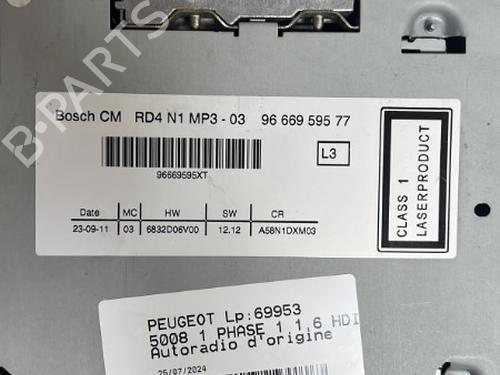 Bosch CM RD4 N1 MP3 - 03 96 669 595 77
L3
96669595XT
Date MC HW SW CR
23-09-11 03 6832D06V00 12.12 A58N1DXM03
CLASS 1
LASERPRODUCT
PEUGEOT Lp:69953
5008 1 PHASE 1 1.6 HDI
Autoradio d'origine
25/07/2024
B-Parts